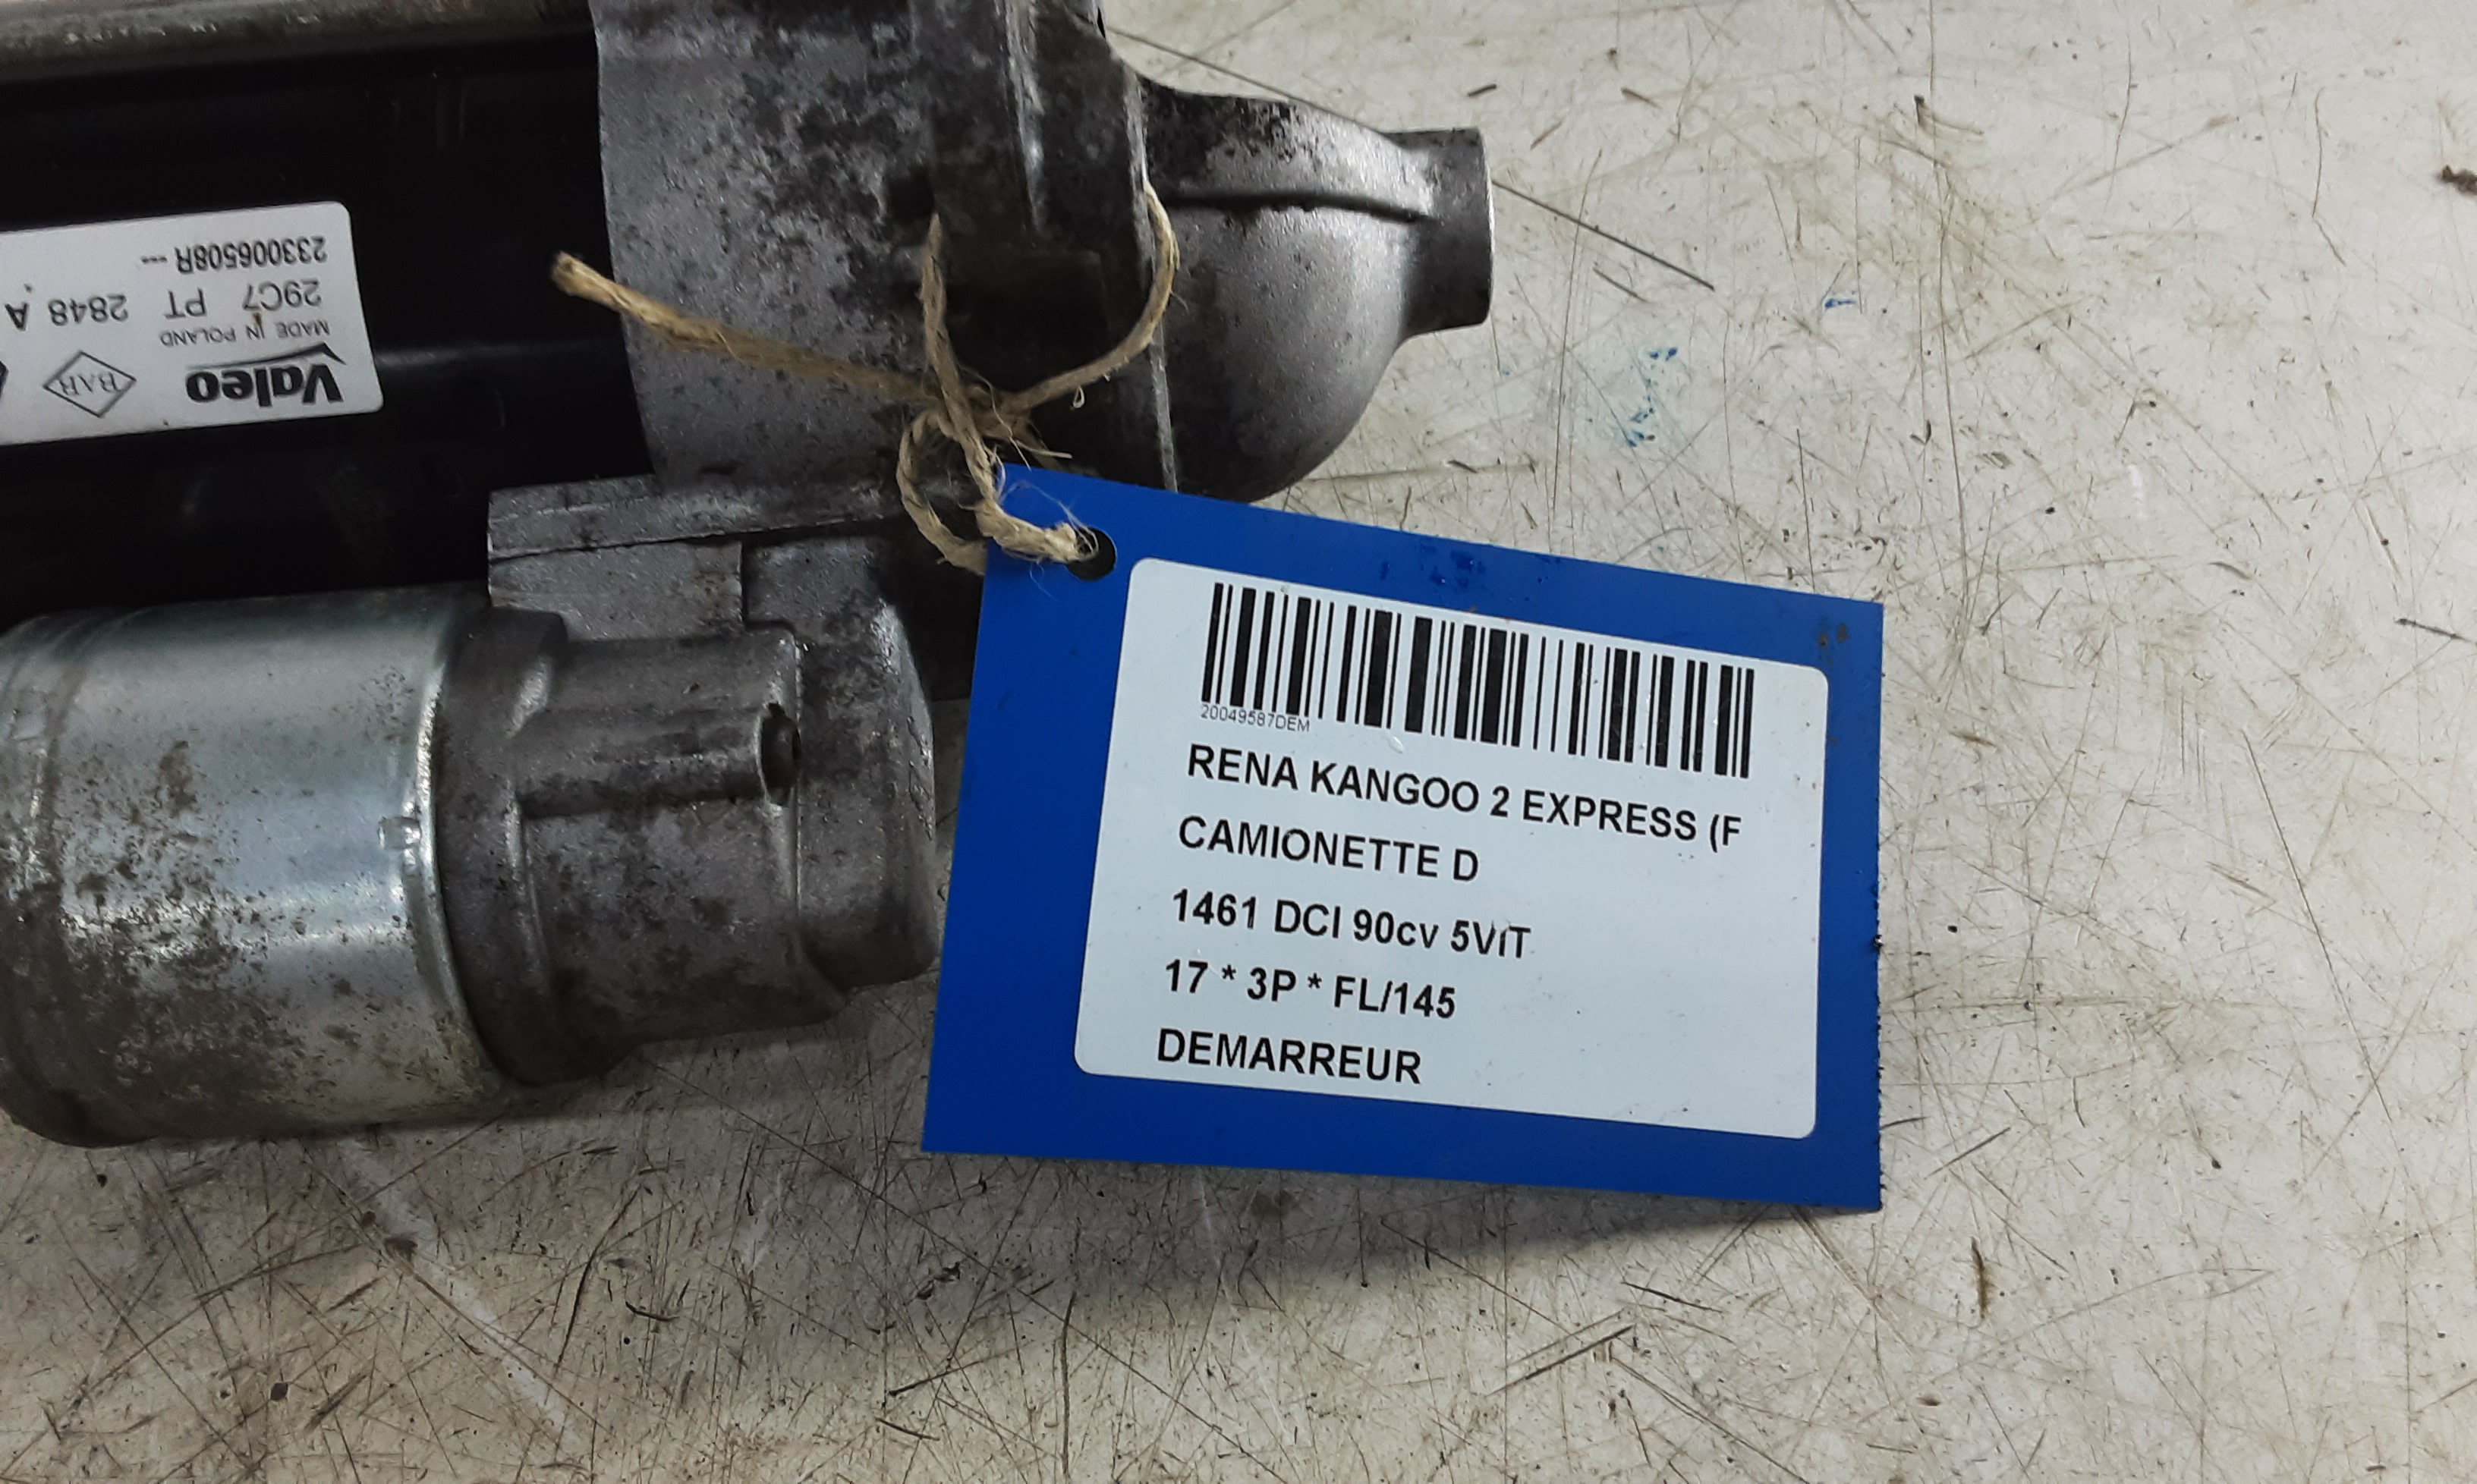 20049587DEM
RENA KANGOO 2 EXPRESS (F
CAMIONETTE D
1461 DCI 90cv 5VIT
17 * 3P * FL/145
DEMARREUR
Valeo
BAR
MADE IN POLAND
29C7 PT 2848 A
233006508R ---